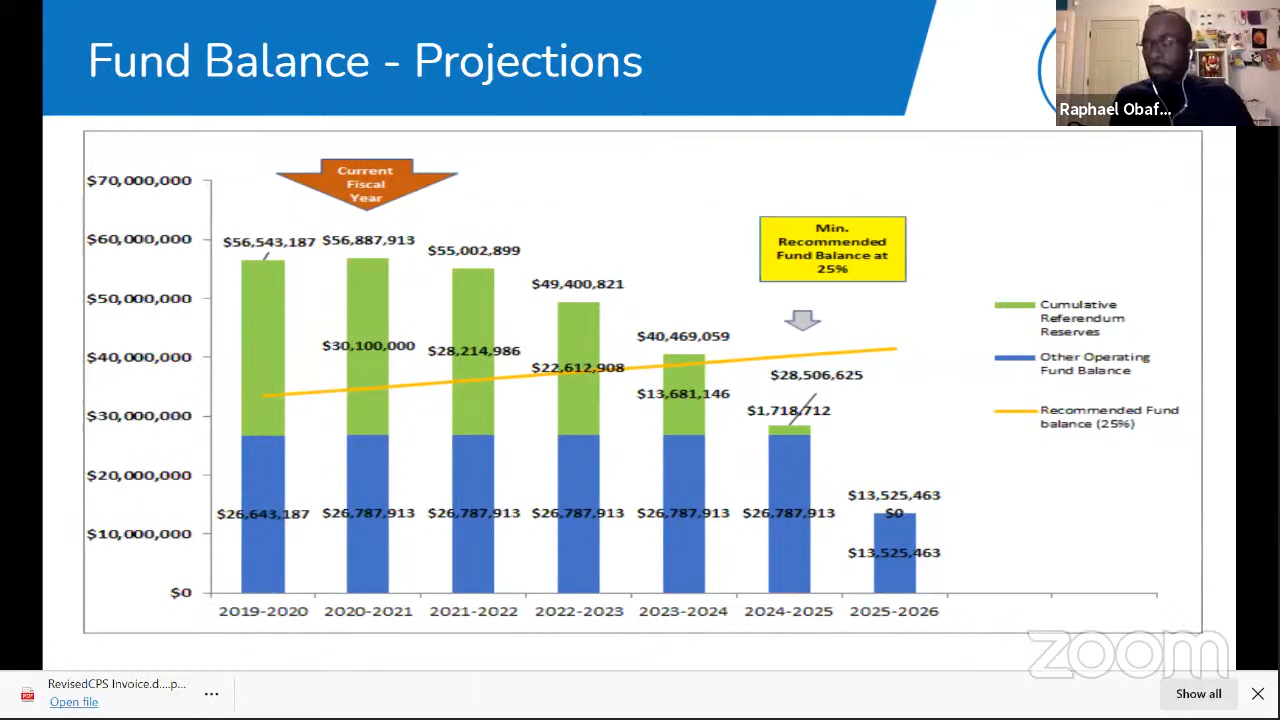 Fund Balance - Projections
Raphael Obaf...
Current
Fiscal
Year
Min.
Recommended
Fund Balance at
25%
$70,000,000
$60,000,000
$50,000,000
$40,000,000
$30,000,000
$20,000,000
$10,000,000
$0
$56,543,187
$56,887,913
$55,002,899
$49,400,821
$40,469,059
$28,506,625
$13,525,463
$30,100,000
$28,214,986
$22,612,908
$13,681,146
$1,718,712
$0
$26,643,187
$26,787,913
$26,787,913
$26,787,913
$26,787,913
$26,787,913
$13,525,463
2019-2020
2020-2021
2021-2022
2022-2023
2023-2024
2024-2025
2025-2026
Cumulative
Referendum
Reserves
Other Operating
Fund Balance
Recommended Fund
balance (25%)
zoom
RevisedCPS Invoice.d....p...
Open file
PDF
...
Show all